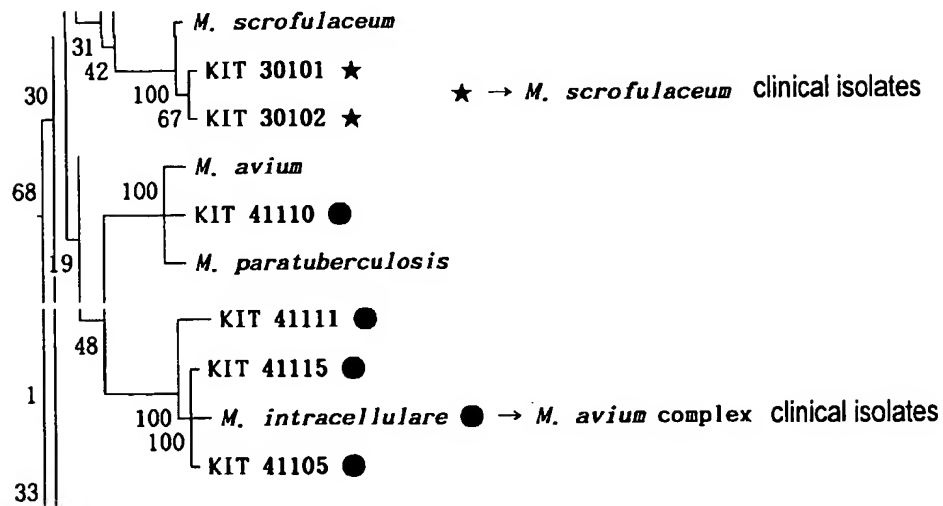 M. scrofulaceum
31
42
KIT 30101 ★
30
100
★ → M. scrofulaceum clinical isolates
67
KIT 30102 ★
M. avium
68
100
KIT 41110 ●
19
M. paratuberculosis
KIT 41111 ●
48
KIT 41115 ●
1
100
M. intracellulare ● → M. avium complex clinical isolates
100
KIT 41105 ●
33